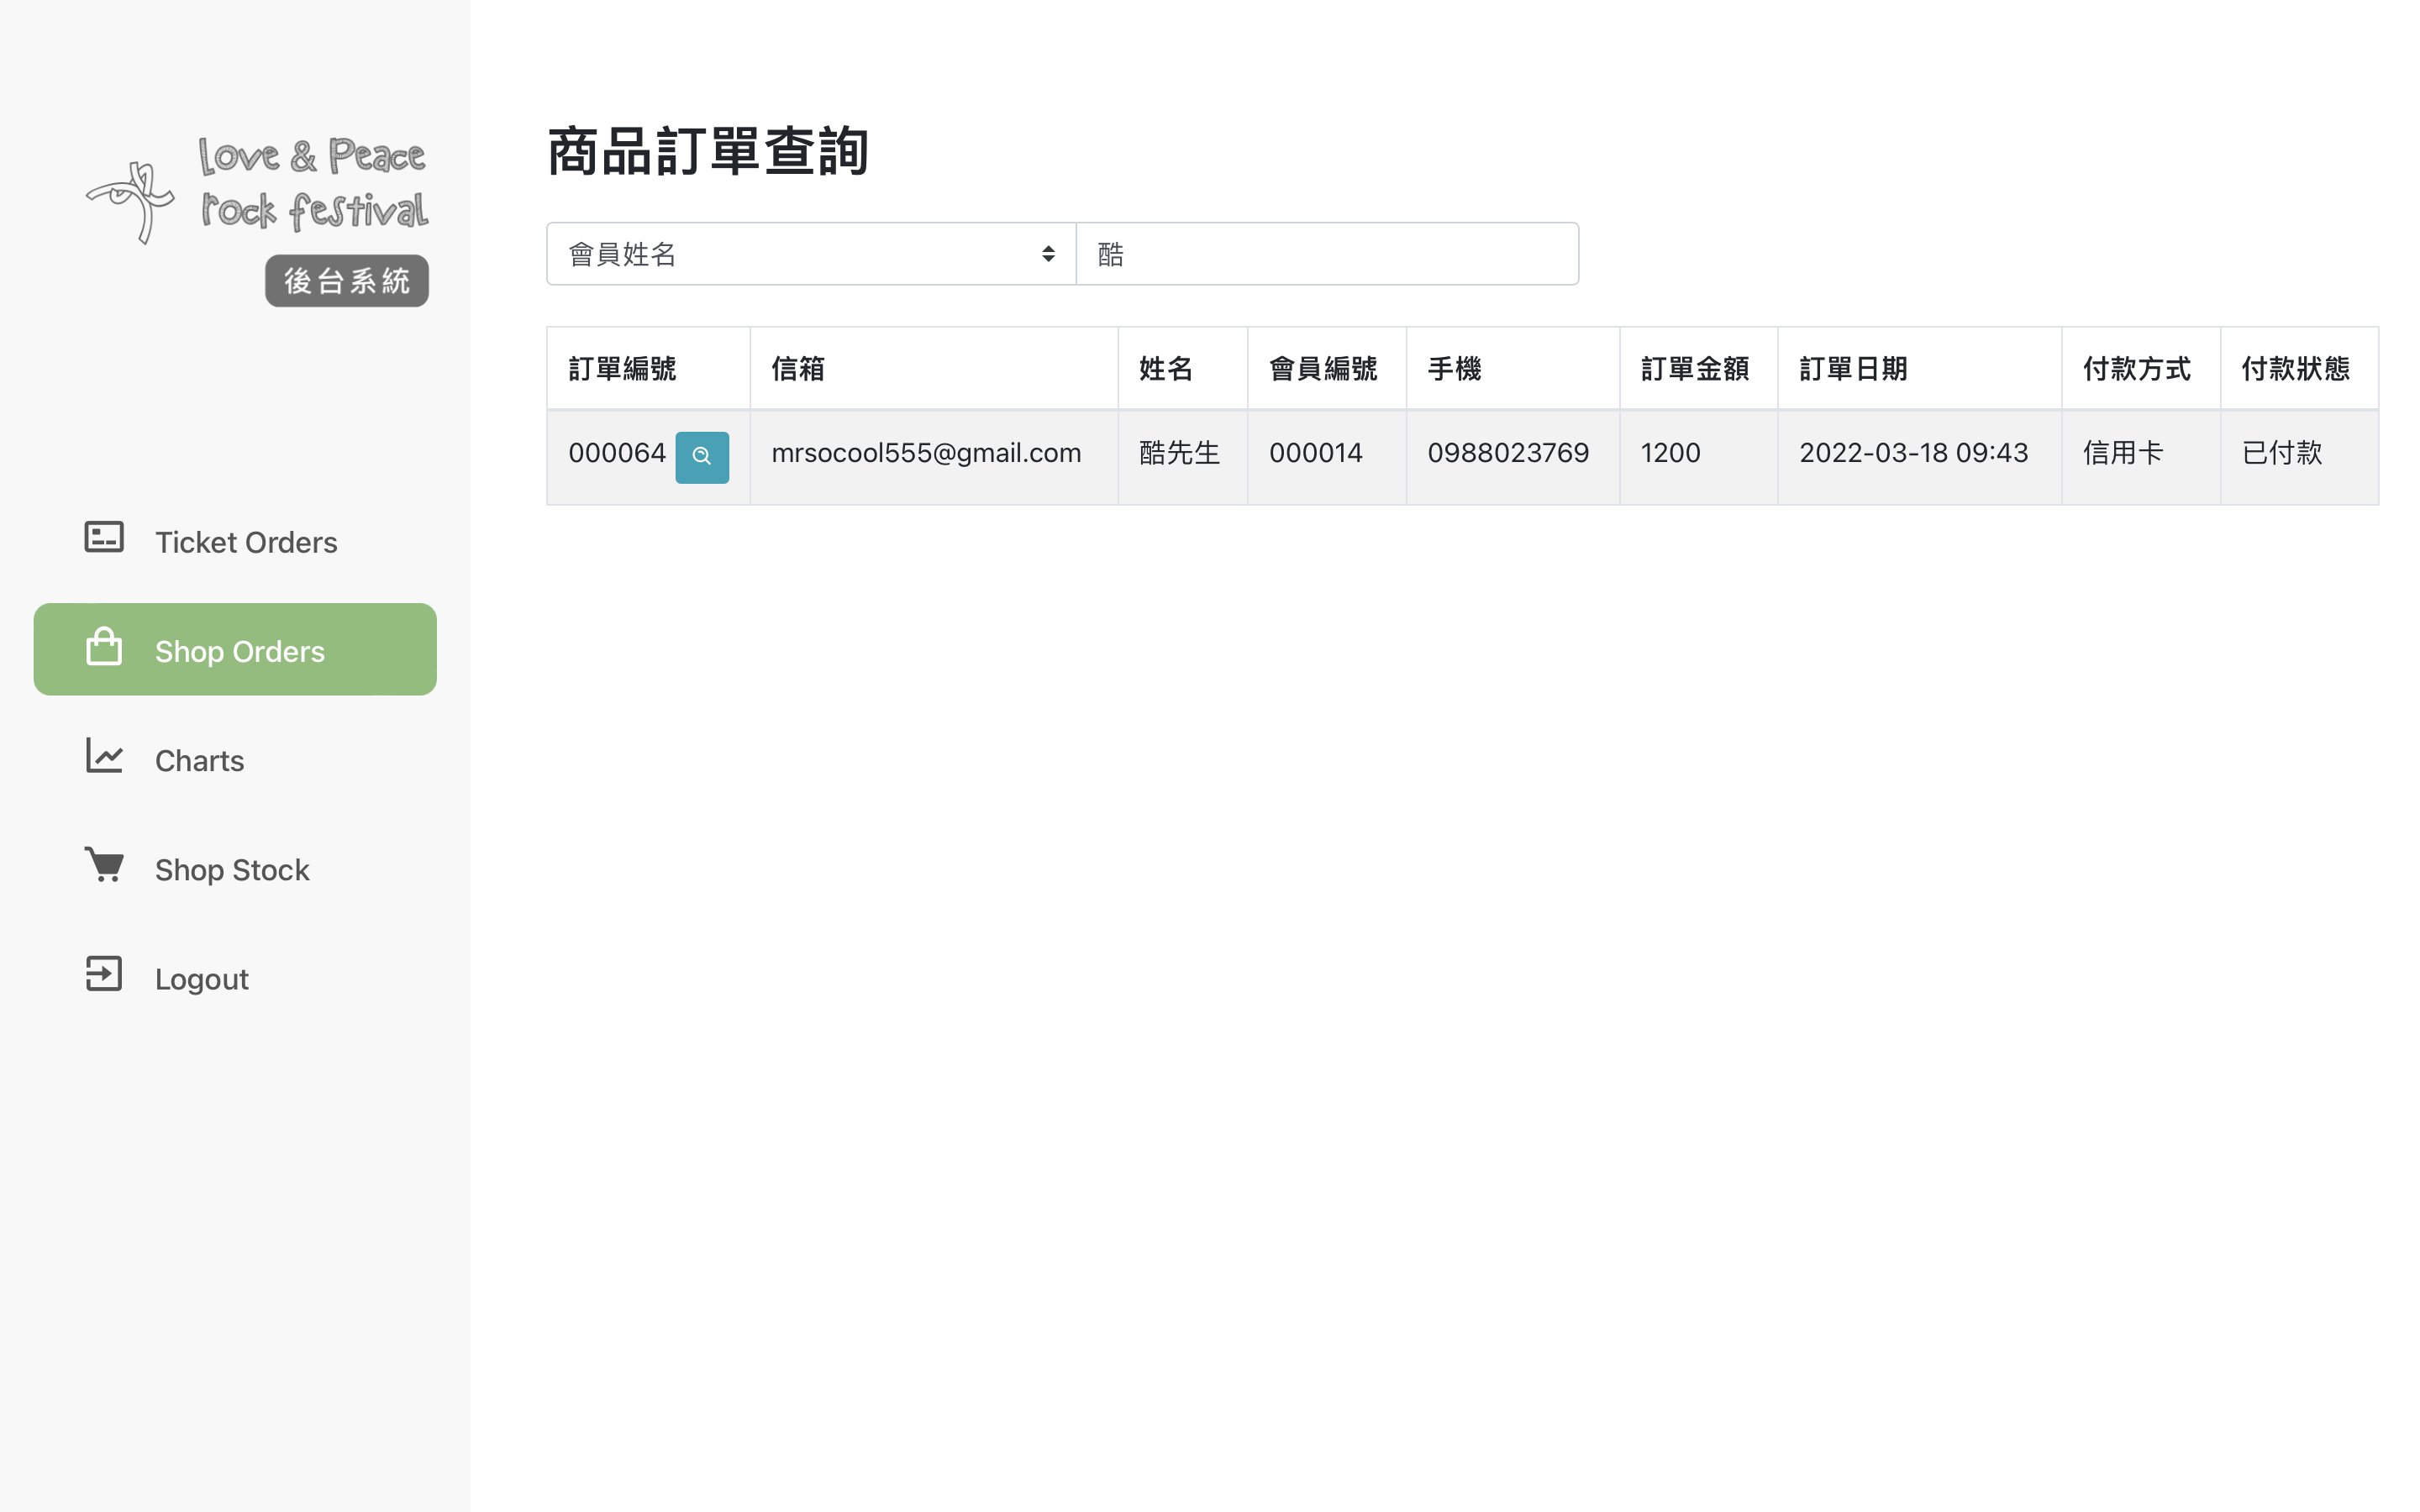 Love & Peace
rock festival
後台系統
Ticket Orders
Shop Orders
Charts
Shop Stock
Logout
商品訂單查詢
會員姓名 酷
訂單編號 信箱 姓名 會員編號 手機 訂單金額 訂單日期 付款方式 付款狀態
000064 mrsocool555@gmail.com 酷先生 000014 0988023769 1200 2022-03-18 09:43 信用卡 已付款